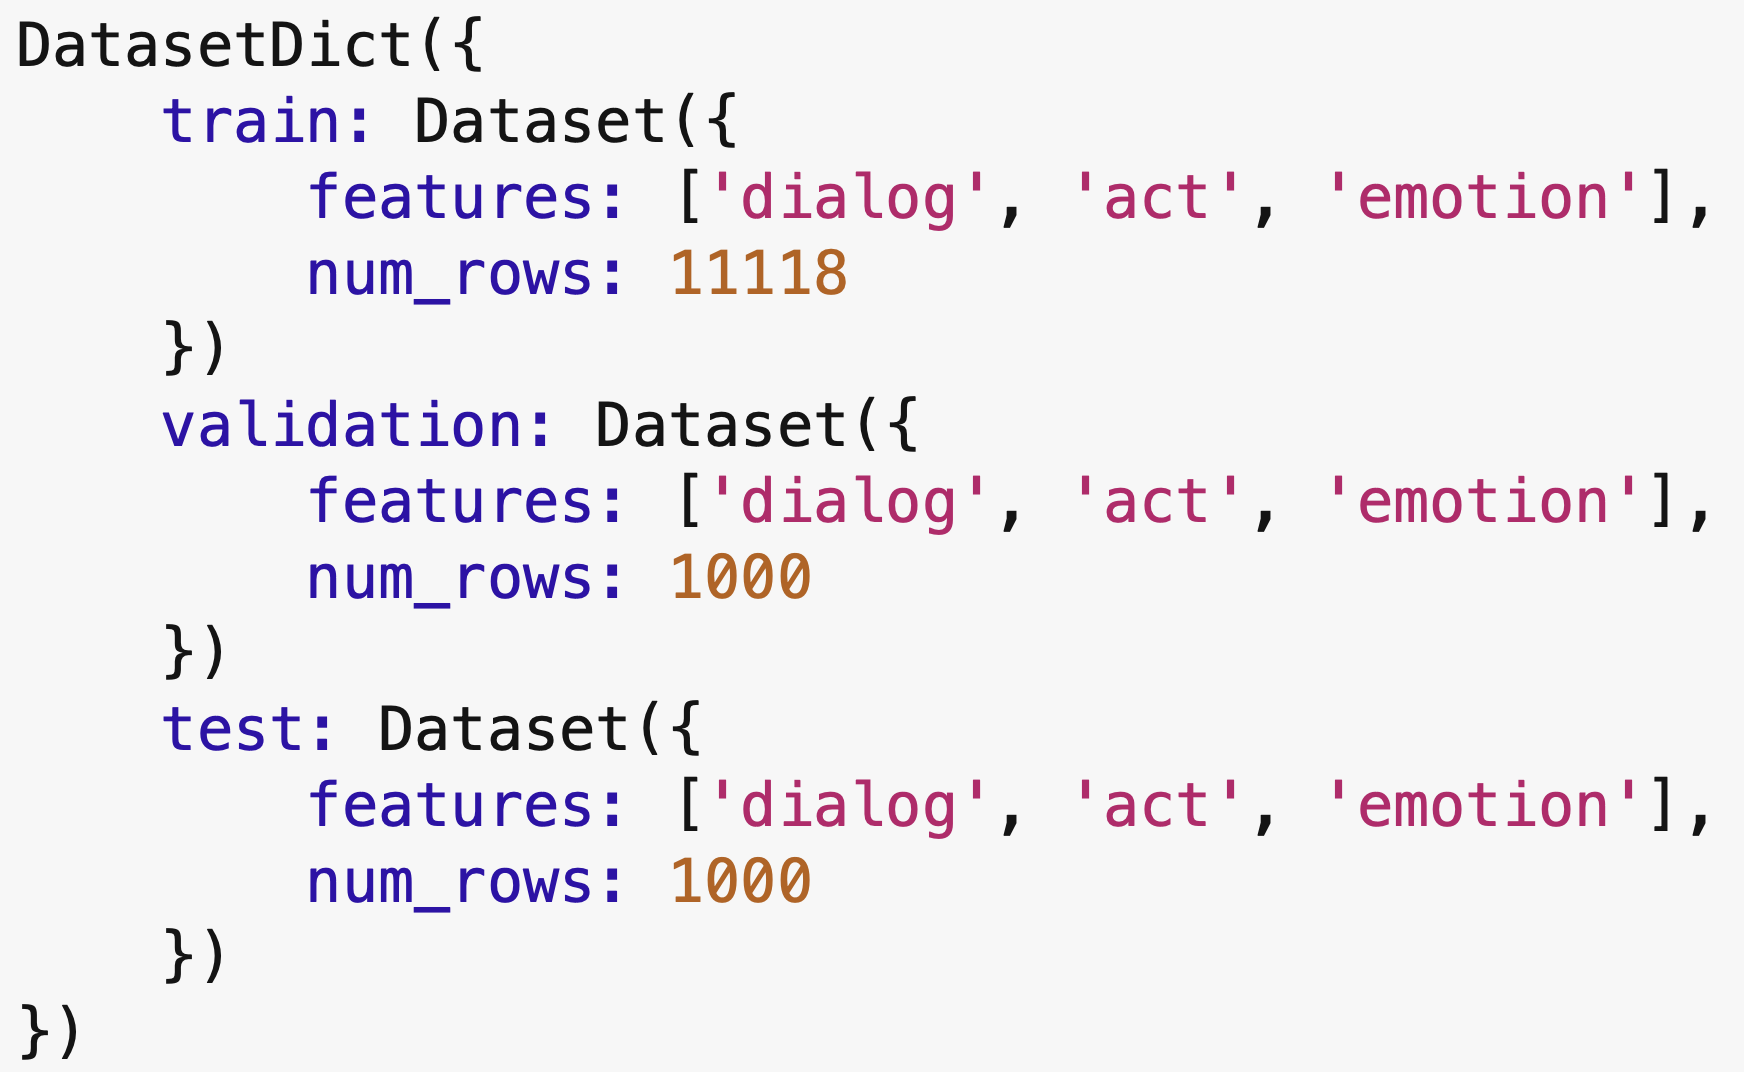 DatasetDict({
    train: Dataset({
        features: ['dialog', 'act', 'emotion'],
        num_rows: 11118
    })
    validation: Dataset({
        features: ['dialog', 'act', 'emotion'],
        num_rows: 1000
    })
    test: Dataset({
        features: ['dialog', 'act', 'emotion'],
        num_rows: 1000
    })
})